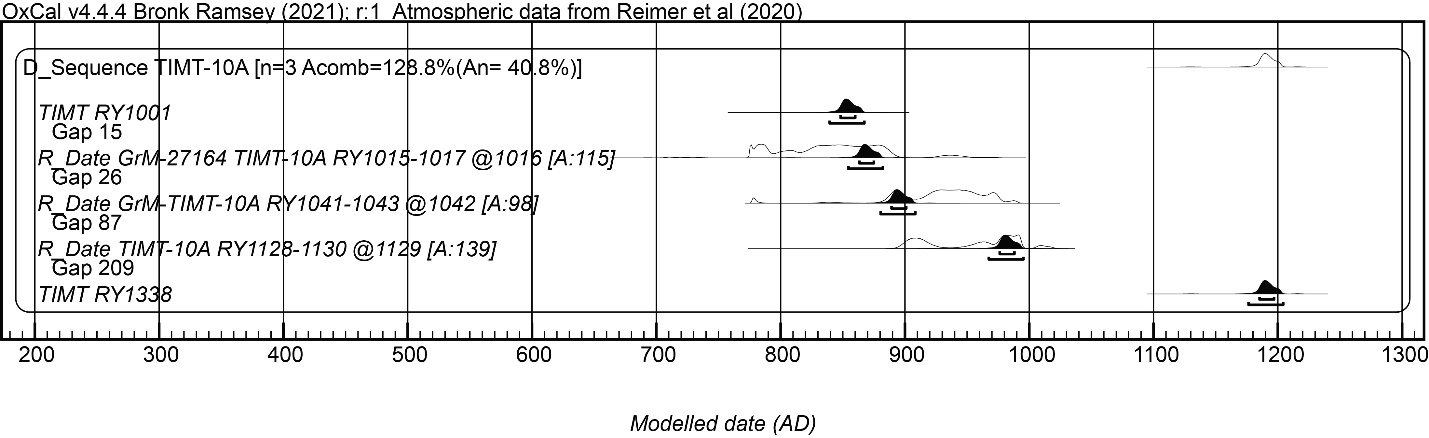 OxCal v4.4.4 Bronk Ramsey (2021); r:1 Atmospheric data from Reimer et al (2020)
D_Sequence TIMT-10A [n=3 Acomb=128.8%(An= 40.8%)]
TIMT RY1001
Gap 15
R_Date GrM-27164 TIMT-10A RY1015-1017 @1016 [A:115]
Gap 26
R_Date GrM-TIMT-10A RY1041-1043 @1042 [A:98]
Gap 87
R_Date TIMT-10A RY1128-1130 @1129 [A:139]
Gap 209
TIMT RY1338
200 300 400 500 600 700 800 900 1000 1100 1200 1300
Modelled date (AD)